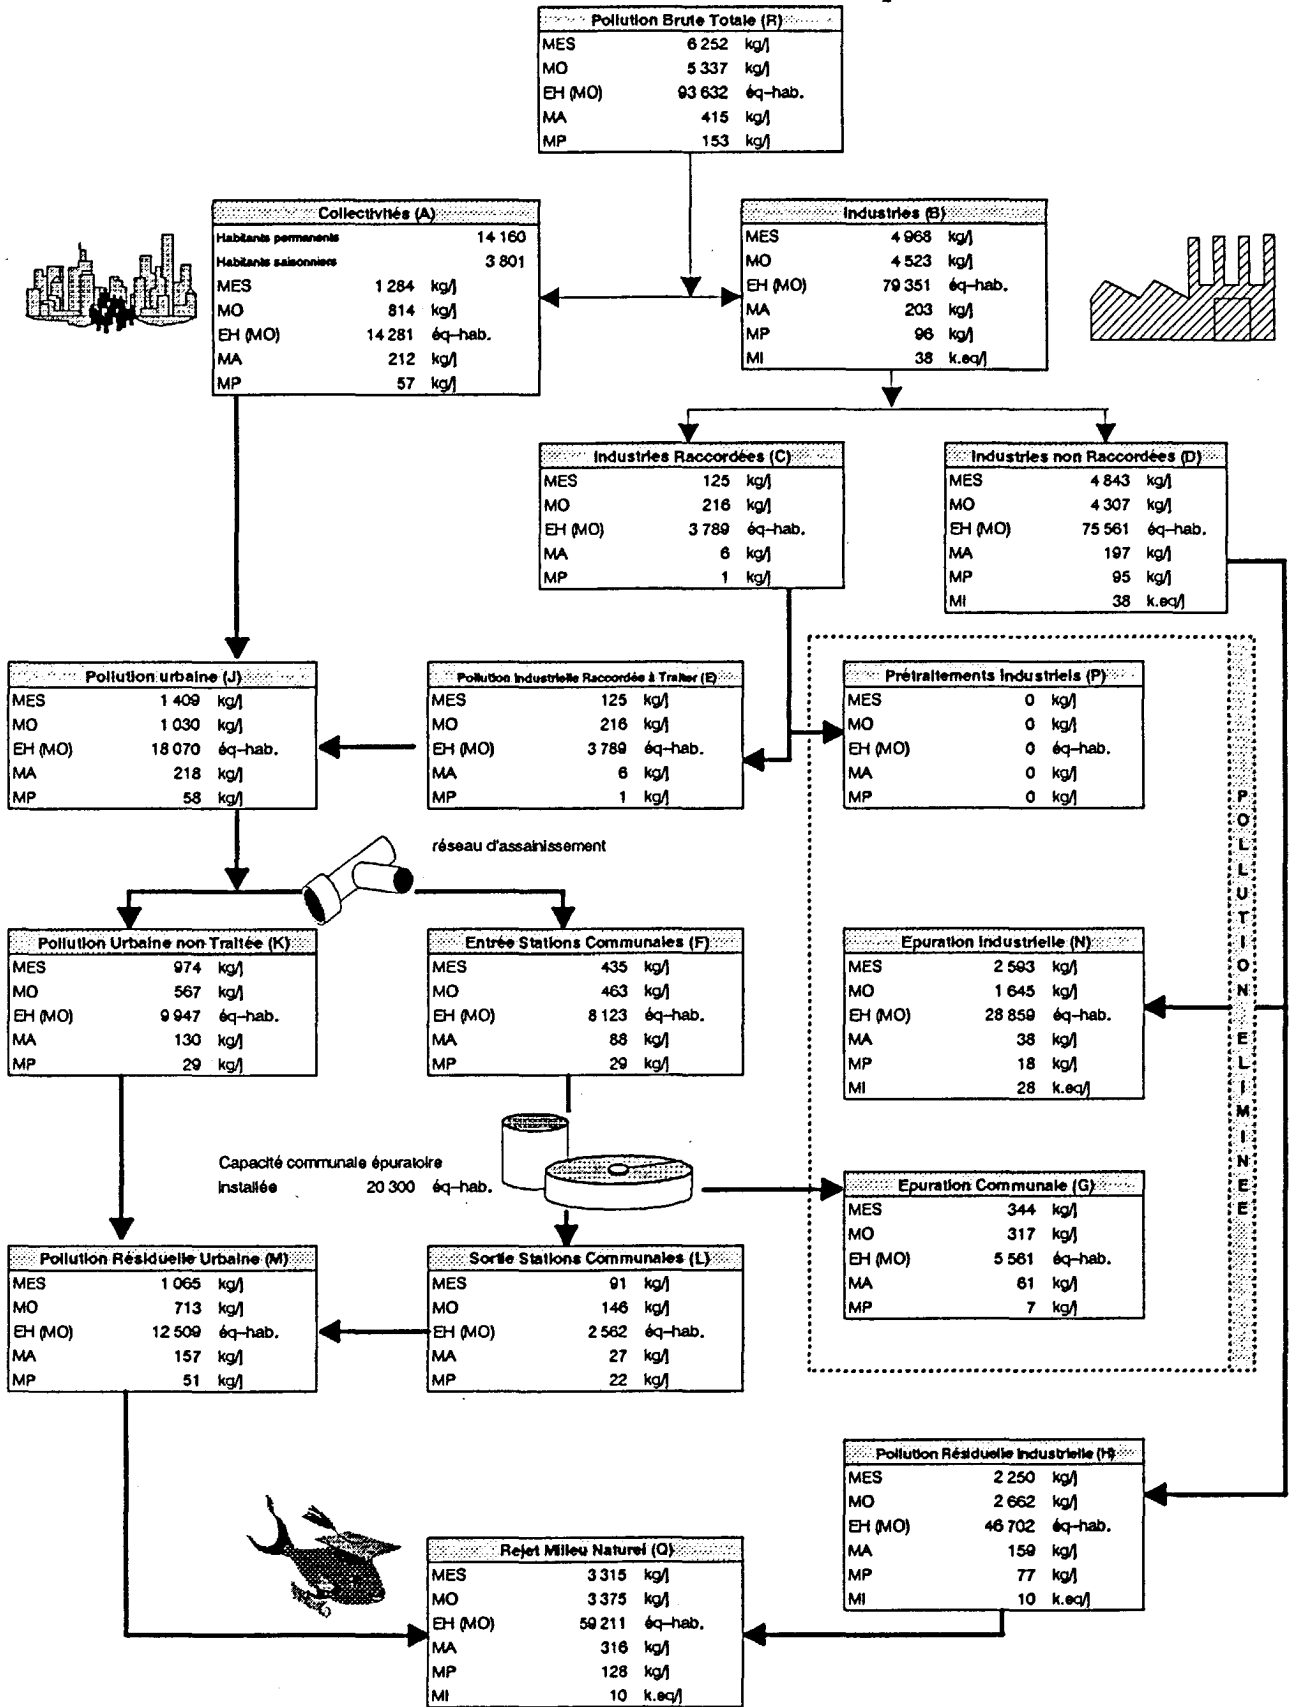 Pollution Brute Totale (R)
MES 6 252 kg/j
MO 5 337 kg/j
EH (MO) 93 632 éq-hab.
MA 415 kg/j
MP 153 kg/j
Collectivités (A)
Habitants permanents 14 160
Habitants saisonniers 3 801
MES 1 284 kg/j
MO 814 kg/j
EH (MO) 14 281 éq-hab.
MA 212 kg/j
MP 57 kg/j
Industries (B)
MES 4 968 kg/j
MO 4 523 kg/j
EH (MO) 79 351 éq-hab.
MA 203 kg/j
MP 96 kg/j
MI 38 k.eq/j
Industries Raccordées (C)
MES 125 kg/j
MO 216 kg/j
EH (MO) 3 789 éq-hab.
MA 6 kg/j
MP 1 kg/j
Industries non Raccordées (D)
MES 4 843 kg/j
MO 4 307 kg/j
EH (MO) 75 561 éq-hab.
MA 197 kg/j
MP 95 kg/j
MI 38 k.eq/j
Pollution urbaine (J)
MES 1 409 kg/j
MO 1 030 kg/j
EH (MO) 18 070 éq-hab.
MA 218 kg/j
MP 58 kg/j
Pollution Industrielle Raccordée à Traiter (E)
MES 125 kg/j
MO 216 kg/j
EH (MO) 3 789 éq-hab.
MA 6 kg/j
MP 1 kg/j
Prétraitements Industriels (P)
MES 0 kg/j
MO 0 kg/j
EH (MO) 0 éq-hab.
MA 0 kg/j
MP 0 kg/j
POLLUTION ELIMINEE
réseau d'assainissement
Pollution Urbaine non Traitée (K)
MES 974 kg/j
MO 567 kg/j
EH (MO) 9 947 éq-hab.
MA 130 kg/j
MP 29 kg/j
Entrée Stations Communales (F)
MES 435 kg/j
MO 463 kg/j
EH (MO) 8 123 éq-hab.
MA 88 kg/j
MP 29 kg/j
Epuration Industrielle (N)
MES 2 593 kg/j
MO 1 645 kg/j
EH (MO) 28 859 éq-hab.
MA 38 kg/j
MP 18 kg/j
MI 28 k.eq/j
Capacité communale épuratoire
installée 20 300 éq-hab.
Epuration Communale (G)
MES 344 kg/j
MO 317 kg/j
EH (MO) 5 561 éq-hab.
MA 61 kg/j
MP 7 kg/j
Pollution Résiduelle Urbaine (M)
MES 1 065 kg/j
MO 713 kg/j
EH (MO) 12 509 éq-hab.
MA 157 kg/j
MP 51 kg/j
Sortie Stations Communales (L)
MES 91 kg/j
MO 146 kg/j
EH (MO) 2 562 éq-hab.
MA 27 kg/j
MP 22 kg/j
Pollution Résiduelle Industrielle (H)
MES 2 250 kg/j
MO 2 662 kg/j
EH (MO) 46 702 éq-hab.
MA 159 kg/j
MP 77 kg/j
MI 10 k.eq/j
Rejet Milieu Naturel (Q)
MES 3 315 kg/j
MO 3 375 kg/j
EH (MO) 59 211 éq-hab.
MA 316 kg/j
MP 128 kg/j
MI 10 k.eq/j